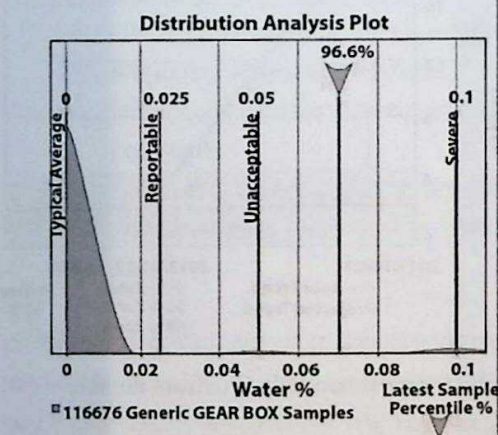 Distribution Analysis Plot
96.6%
0 0.025 0.05 0.1
Typical Average
Reportable
Unacceptable
Severe
0 0.02 0.04 0.06 0.08 0.1
Water %
116676 Generic GEAR BOX Samples
Latest Sample
Percentile %